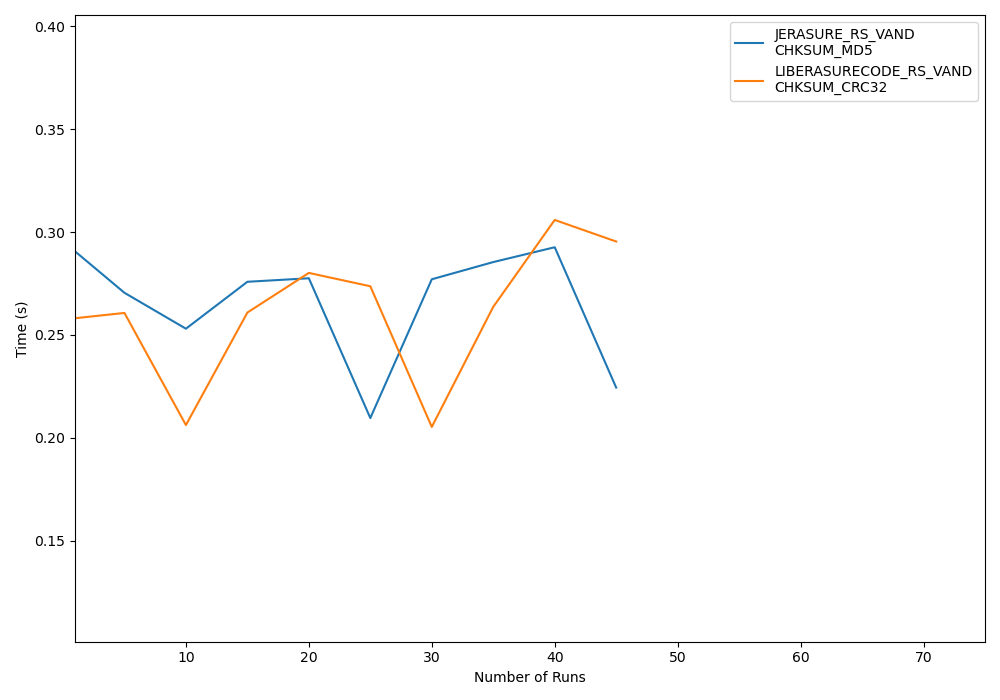 JERASURE_RS_VAND
CHKSUM_MD5
LIBERASURECODE_RS_VAND
CHKSUM_CRC32
0.40
0.35
0.30
0.25
0.20
0.15
Time (s)
10 20 30 40 50 60 70
Number of Runs